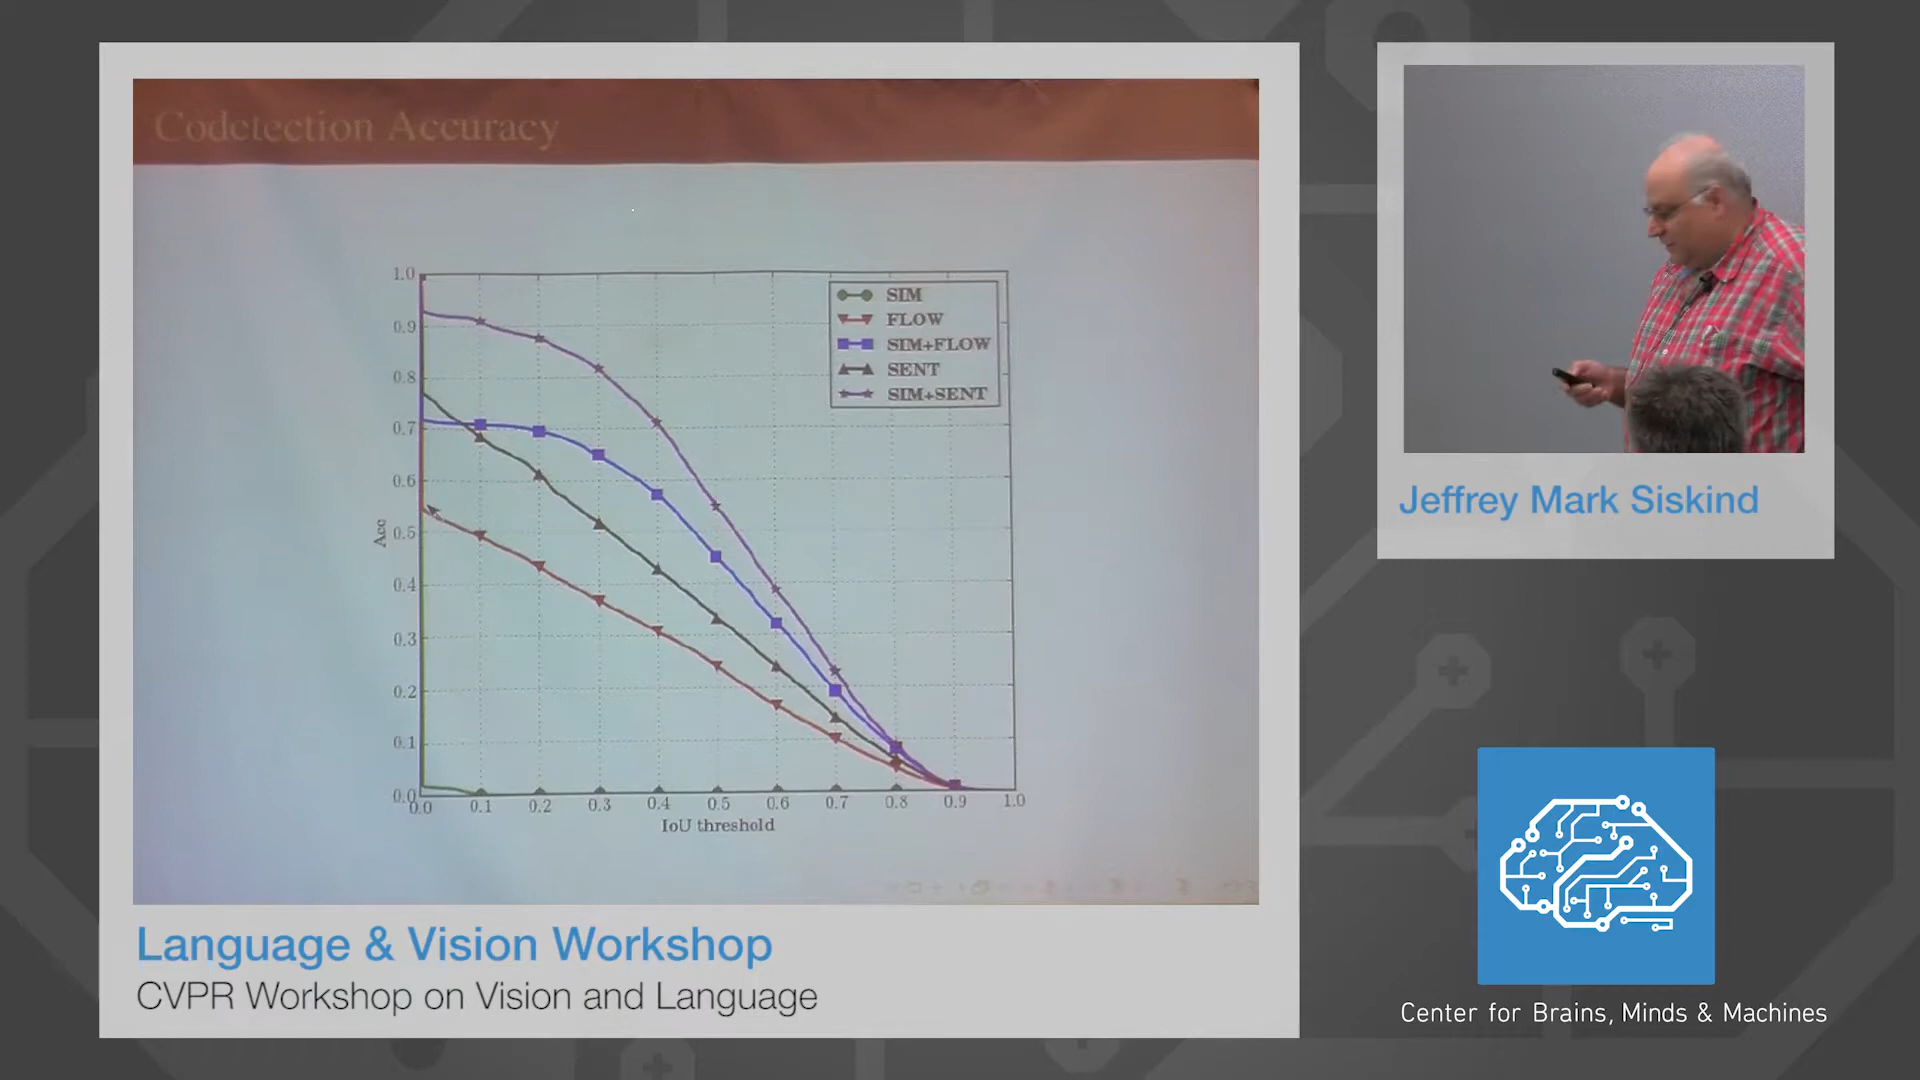 Codetection Accuracy
1.0
0.9
0.8
0.7
0.6
0.5
0.4
0.3
0.2
0.1
0.0
Acc
0.0 0.1 0.2 0.3 0.4 0.5 0.6 0.7 0.8 0.9 1.0
IoU threshold
SIM
FLOW
SIM+FLOW
SENT
SIM+SENT
Jeffrey Mark Siskind
Language & Vision Workshop
CVPR Workshop on Vision and Language
Center for Brains, Minds & Machines